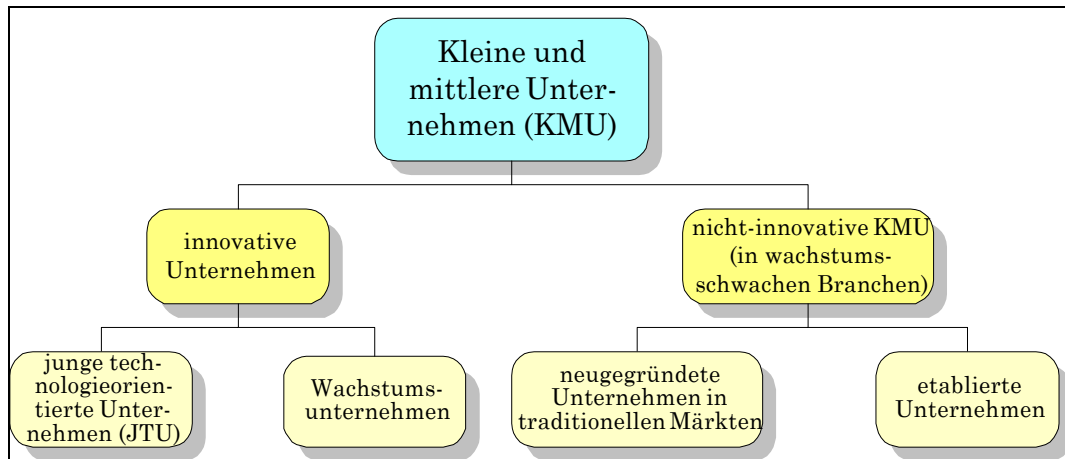 Kleine und
mittlere Unter-
nehmen (KMU)
innovative
Unternehmen
nicht-innovative KMU
(in wachstums-
schwachen Branchen)
junge tech-
nologieorien-
tierte Unter-
nehmen (JTU)
Wachstums-
unternehmen
neugegründete
Unternehmen in
traditionellen Märkten
etablierte
Unternehmen